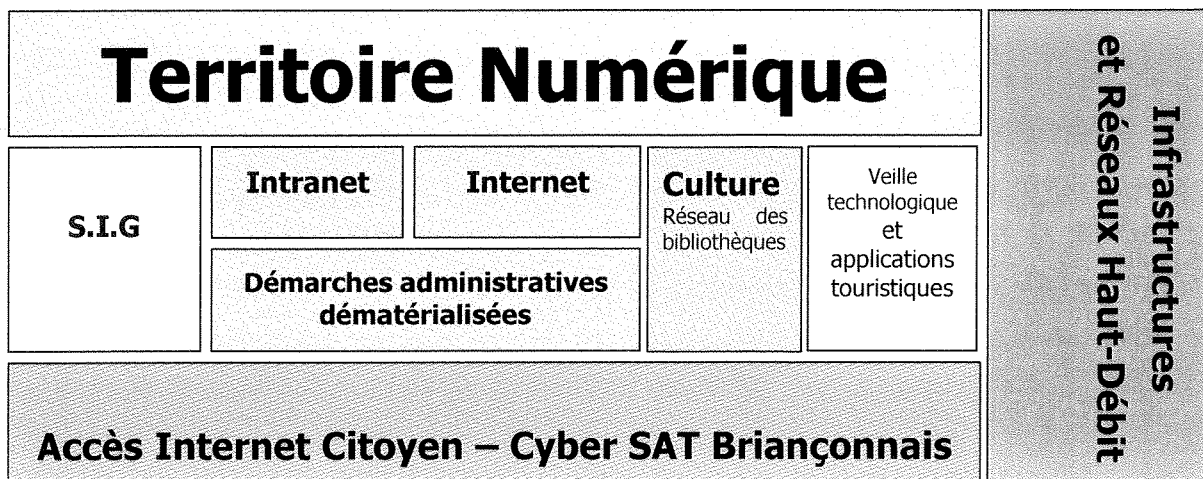 Territoire Numérique
S.I.G
Intranet
Internet
Démarches administratives
dématérialisées
Culture
Réseau des
bibliothèques
Veille
technologique
et
applications
touristiques
Accès Internet Citoyen – Cyber SAT Briançonnais
Infrastructures
et Réseaux Haut-Débit